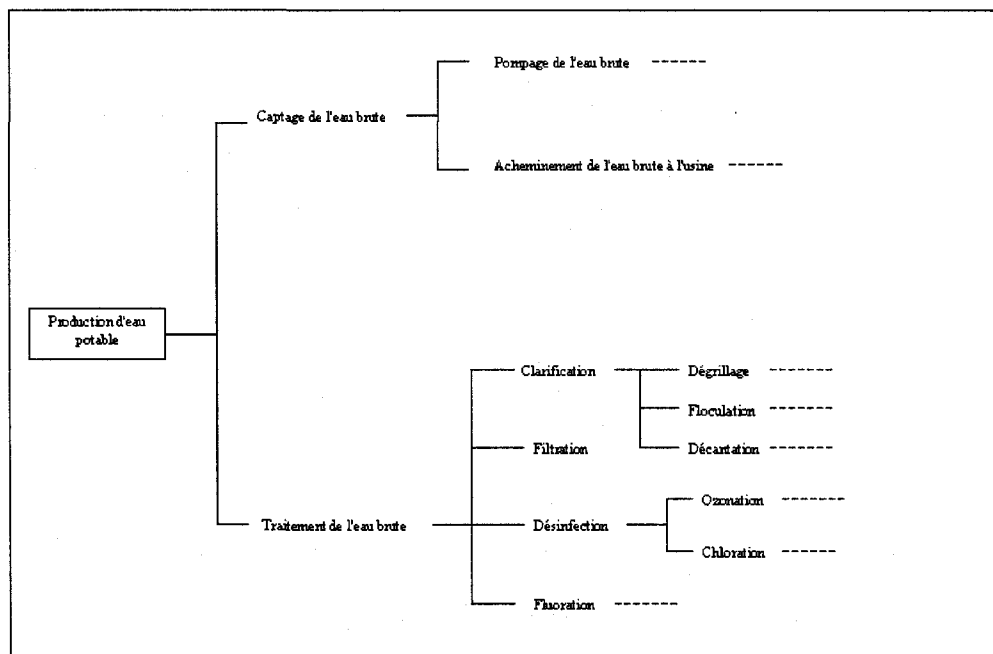 Pompage de l'eau brute
Captage de l'eau brute
Acheminement de l'eau brute à l'usine
Production d'eau
potable
Clarification
Dégrillage
Floculation
Filtration
Décantation
Ozonation
Traitement de l'eau brute
Désinfection
Chloration
Fluoration